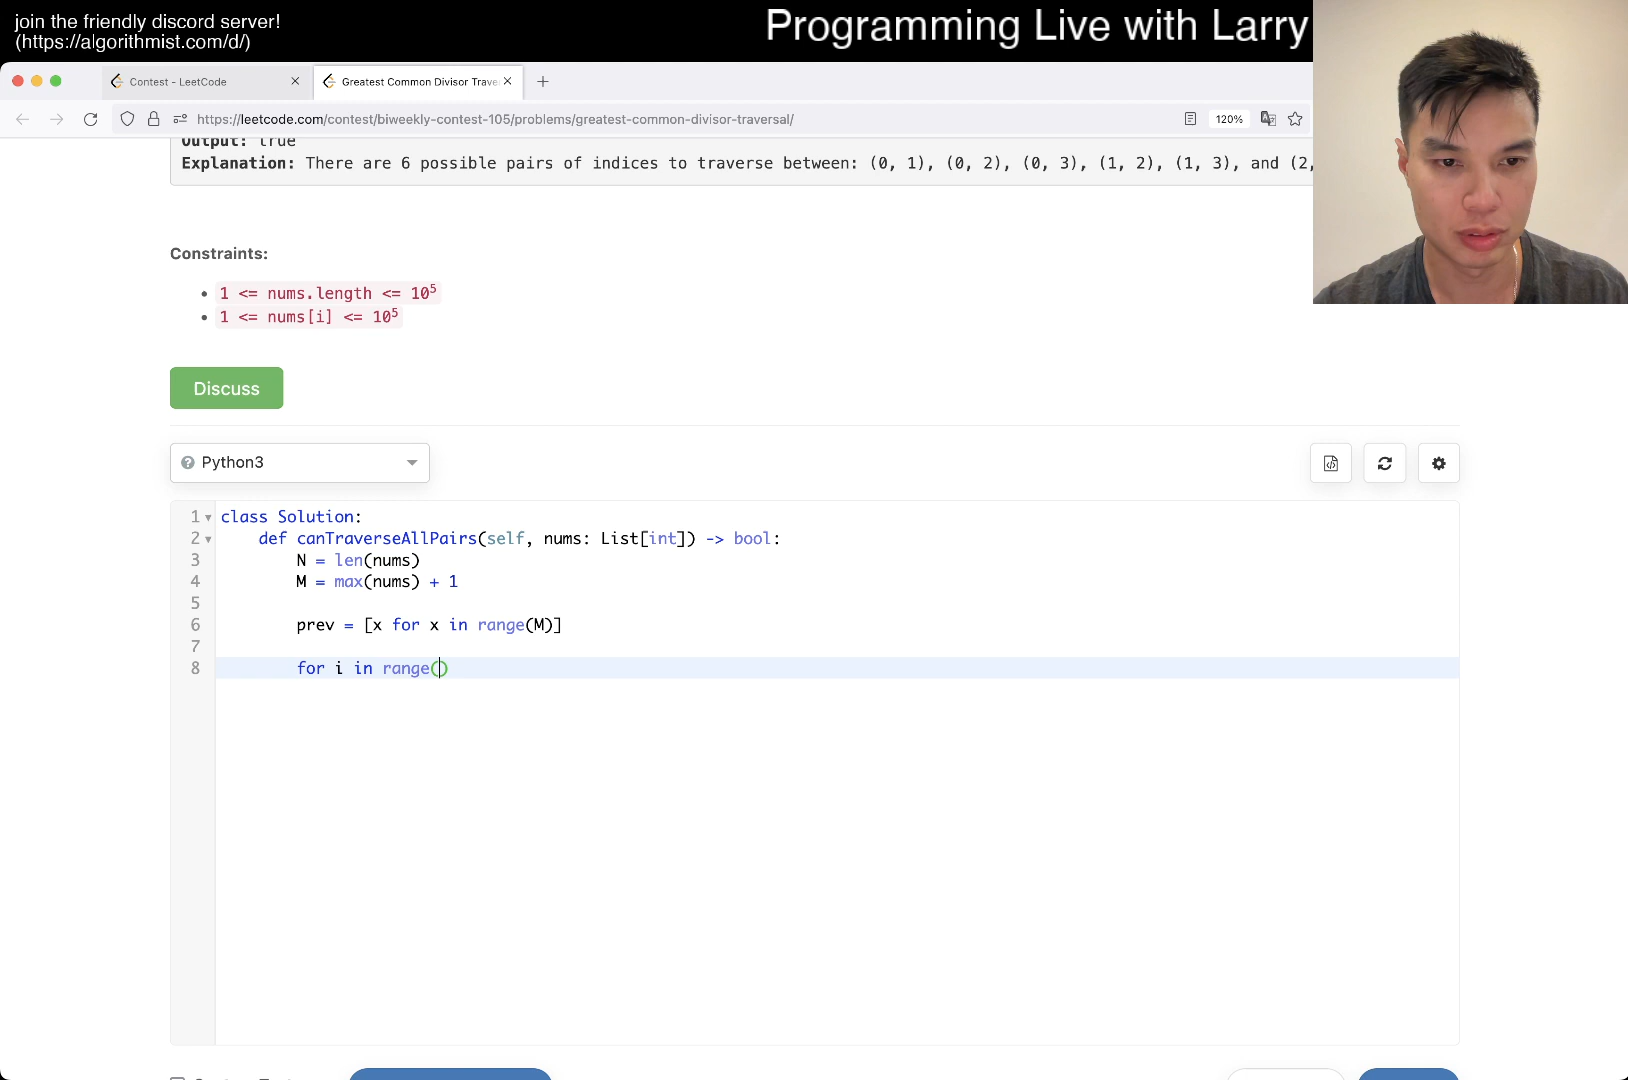 join the friendly discord server!
(https://algorithmist.com/d/)
Programming Live with Larry
Contest - LeetCode
Greatest Common Divisor Trave
https://leetcode.com/contest/biweekly-contest-105/problems/greatest-common-divisor-traversal/
120%
Output: true
Explanation: There are 6 possible pairs of indices to traverse between: (0, 1), (0, 2), (0, 3), (1, 2), (1, 3), and (2,
Constraints:
• 1 <= nums.length <= 10⁵
• 1 <= nums[i] <= 10⁵
Discuss
Python3
1 class Solution:
2     def canTraverseAllPairs(self, nums: List[int]) -> bool:
3         N = len(nums)
4         M = max(nums) + 1
5
6         prev = [x for x in range(M)]
7
8         for i in range()